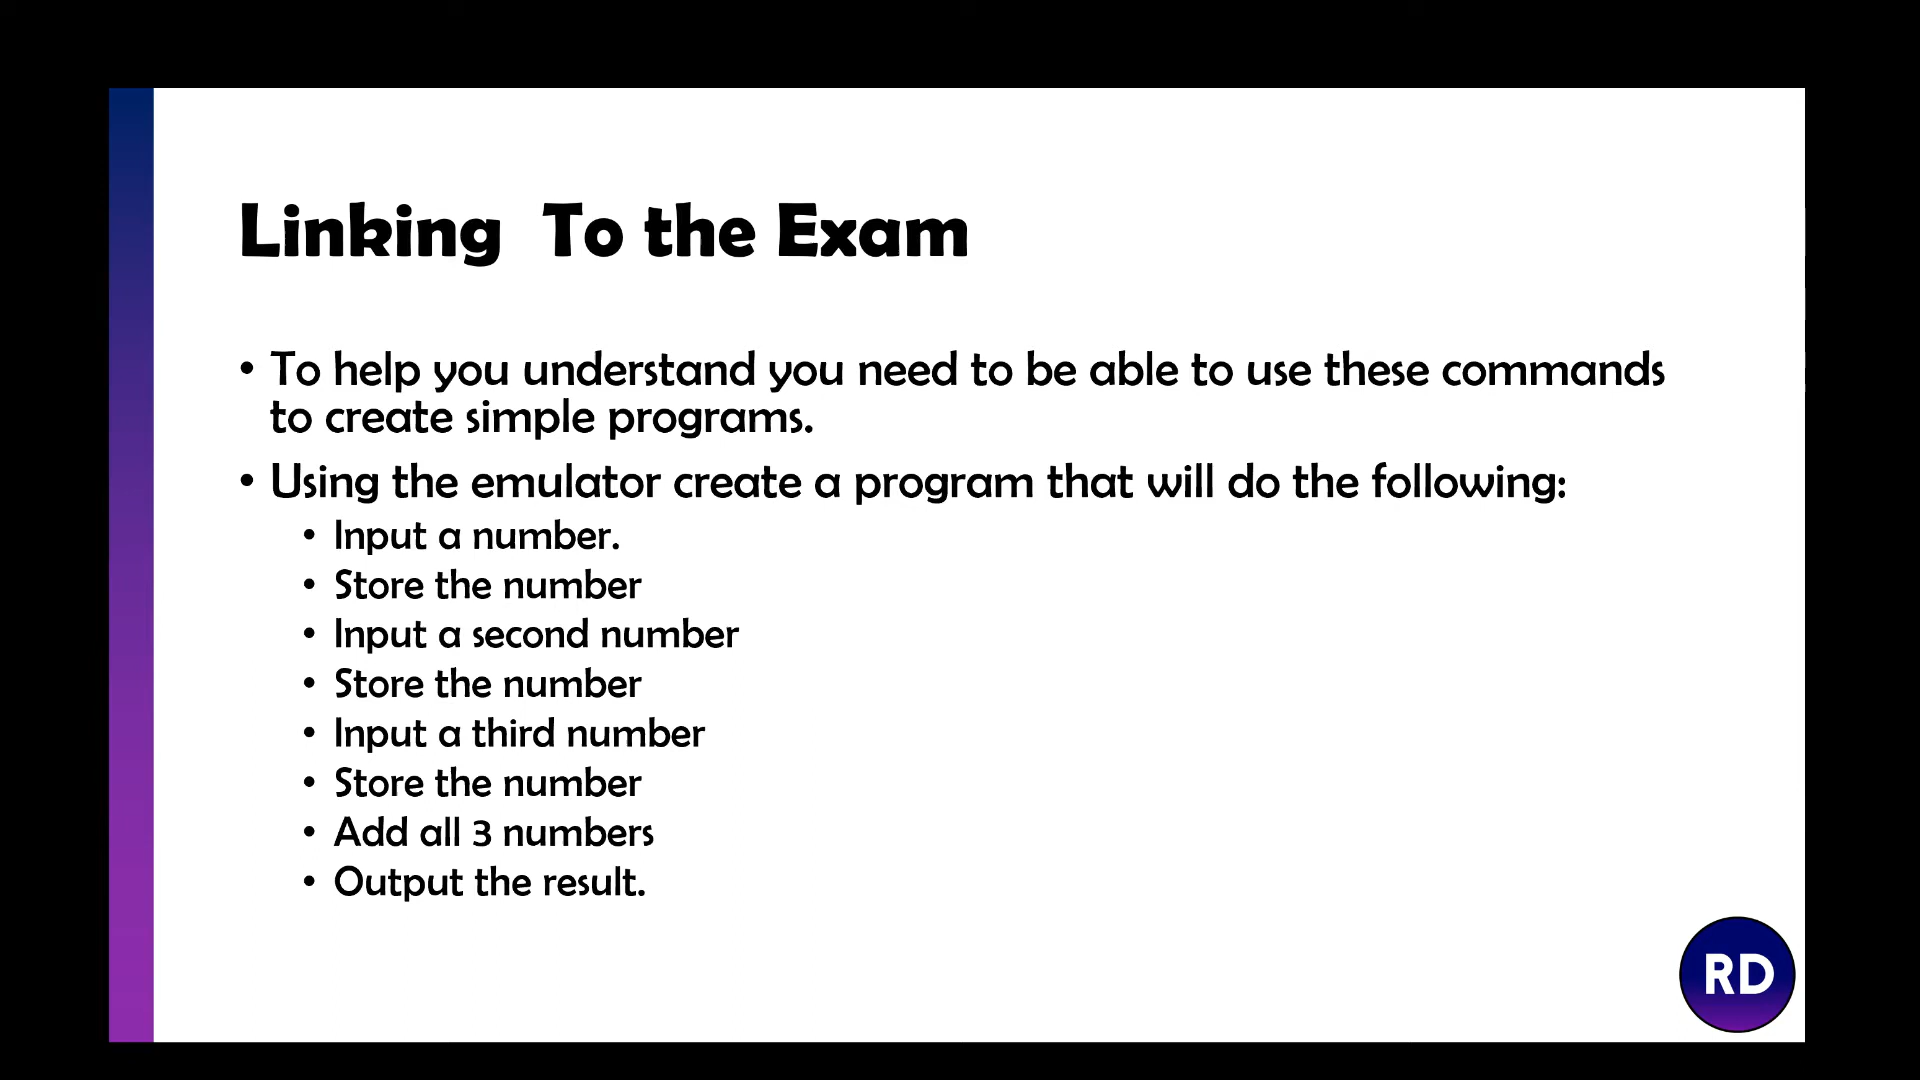 Linking  To the Exam
• To help you understand you need to be able to use these commands
to create simple programs.
• Using the emulator create a program that will do the following:
• Input a number.
• Store the number
• Input a second number
• Store the number
• Input a third number
• Store the number
• Add all 3 numbers
• Output the result.
RD